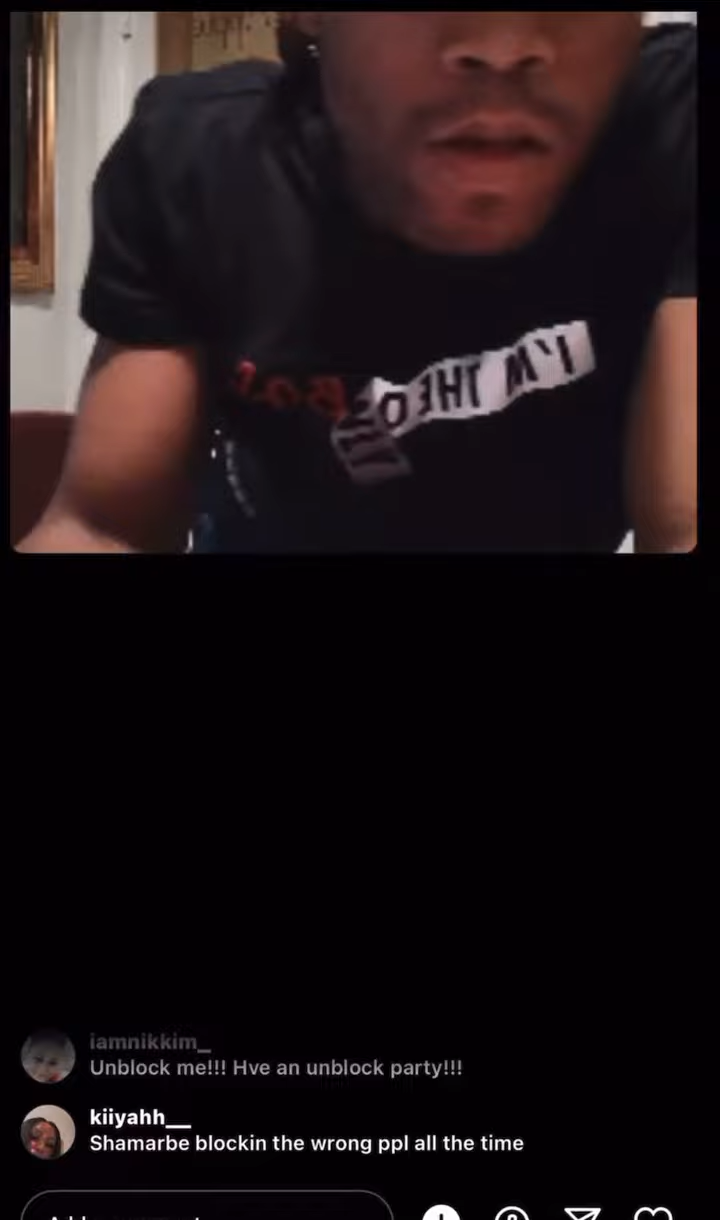 I'M THE O
iamnikkim_
Unblock me!!! Hve an unblock party!!!
kiiyahh__
Shamarbe blockin the wrong ppl all the time